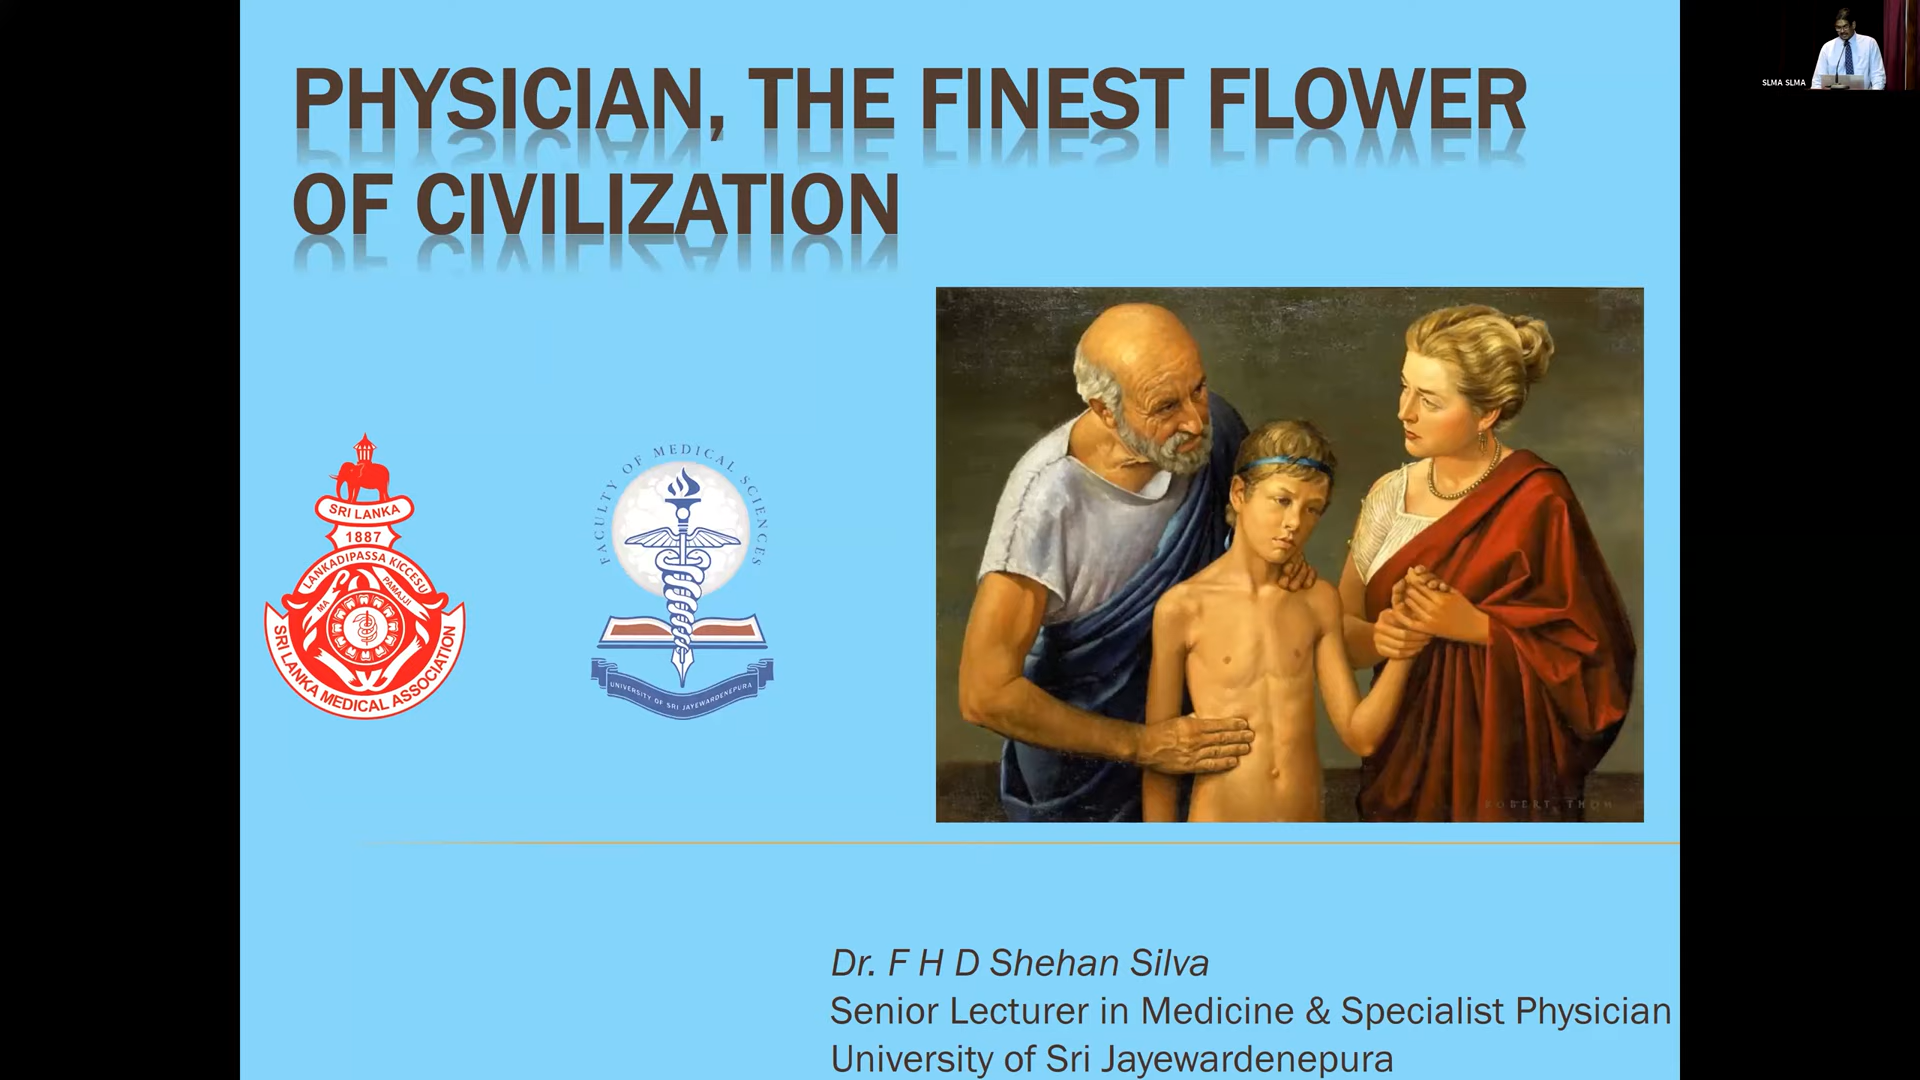 PHYSICIAN, THE FINEST FLOWER
OF CIVILIZATION
SLMA SLMA
SRI LANKA
1887
LANKADIPASSA KICCESU
MA PAMAJJI
SRI LANKA MEDICAL ASSOCIATION
FACULTY OF MEDICAL SCIENCES
UNIVERSITY OF SRI JAYEWARDENEPURA
ROBERT THOM
Dr. F H D Shehan Silva
Senior Lecturer in Medicine & Specialist Physician
University of Sri Jayewardenepura